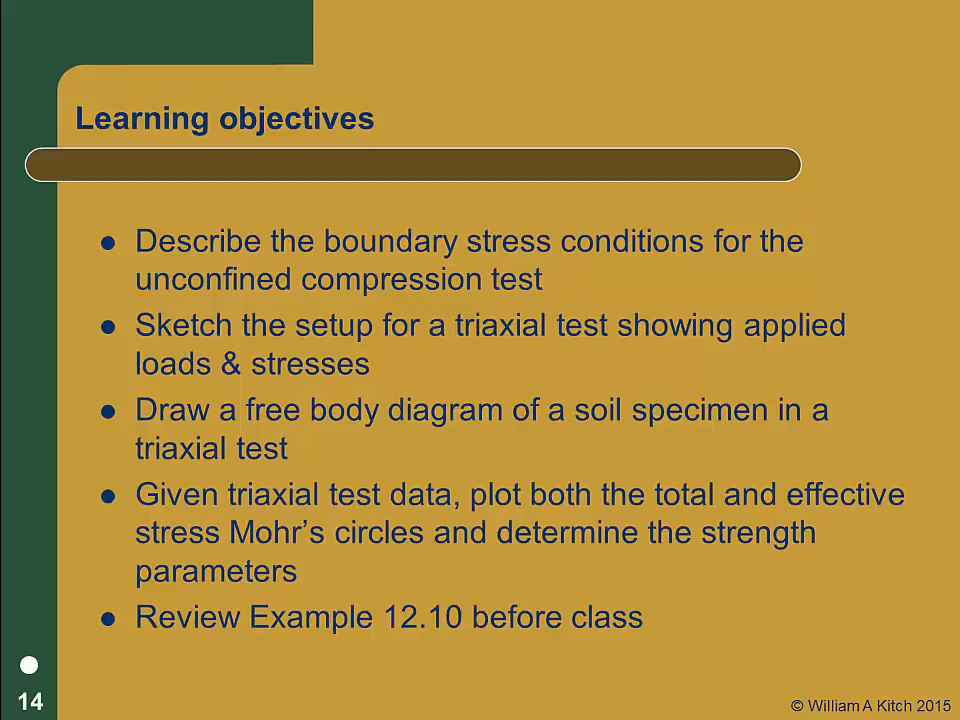 Learning objectives
● Describe the boundary stress conditions for the
unconfined compression test
● Sketch the setup for a triaxial test showing applied
loads & stresses
● Draw a free body diagram of a soil specimen in a
triaxial test
● Given triaxial test data, plot both the total and effective
stress Mohr’s circles and determine the strength
parameters
● Review Example 12.10 before class
14
© William A Kitch 2015